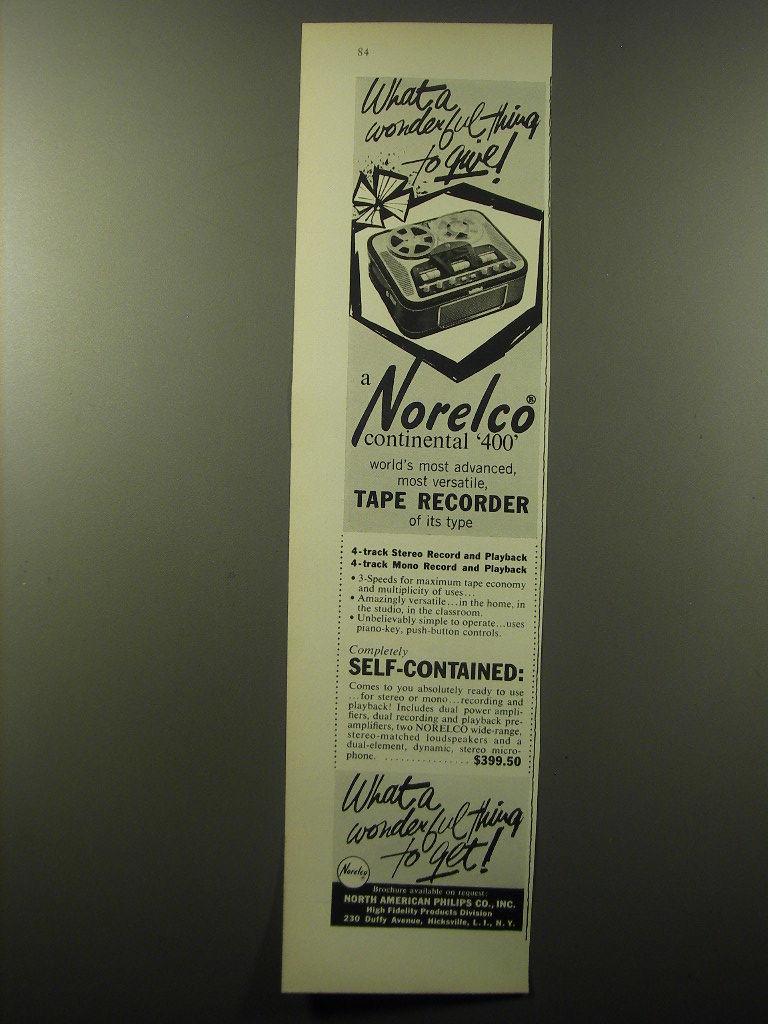 84
What a
wonderful thing
to give!
a
Norelco®
continental ‘400’
world's most advanced,
most versatile,
TAPE RECORDER
of its type
4-track Stereo Record and Playback
4-track Mono Record and Playback
• 3-Speeds for maximum tape economy
and multiplicity of uses...
• Amazingly versatile...in the home, in
the studio, in the classroom.
• Unbelievably simple to operate...uses
piano-key, push-button controls.
Completely
SELF-CONTAINED:
Comes to you absolutely ready to use
...for stereo or mono...recording and
playback! Includes dual power ampli-
fiers, dual recording and playback pre-
amplifiers, two NORELCO wide-range,
stereo-matched loudspeakers and a
dual-element, dynamic, stereo micro-
phone. ................ $399.50
What a
wonderful thing
to get!
Norelco
Brochure available on request:
NORTH AMERICAN PHILIPS CO., INC.
High Fidelity Products Division
230 Duffy Avenue, Hicksville, L. I., N. Y.